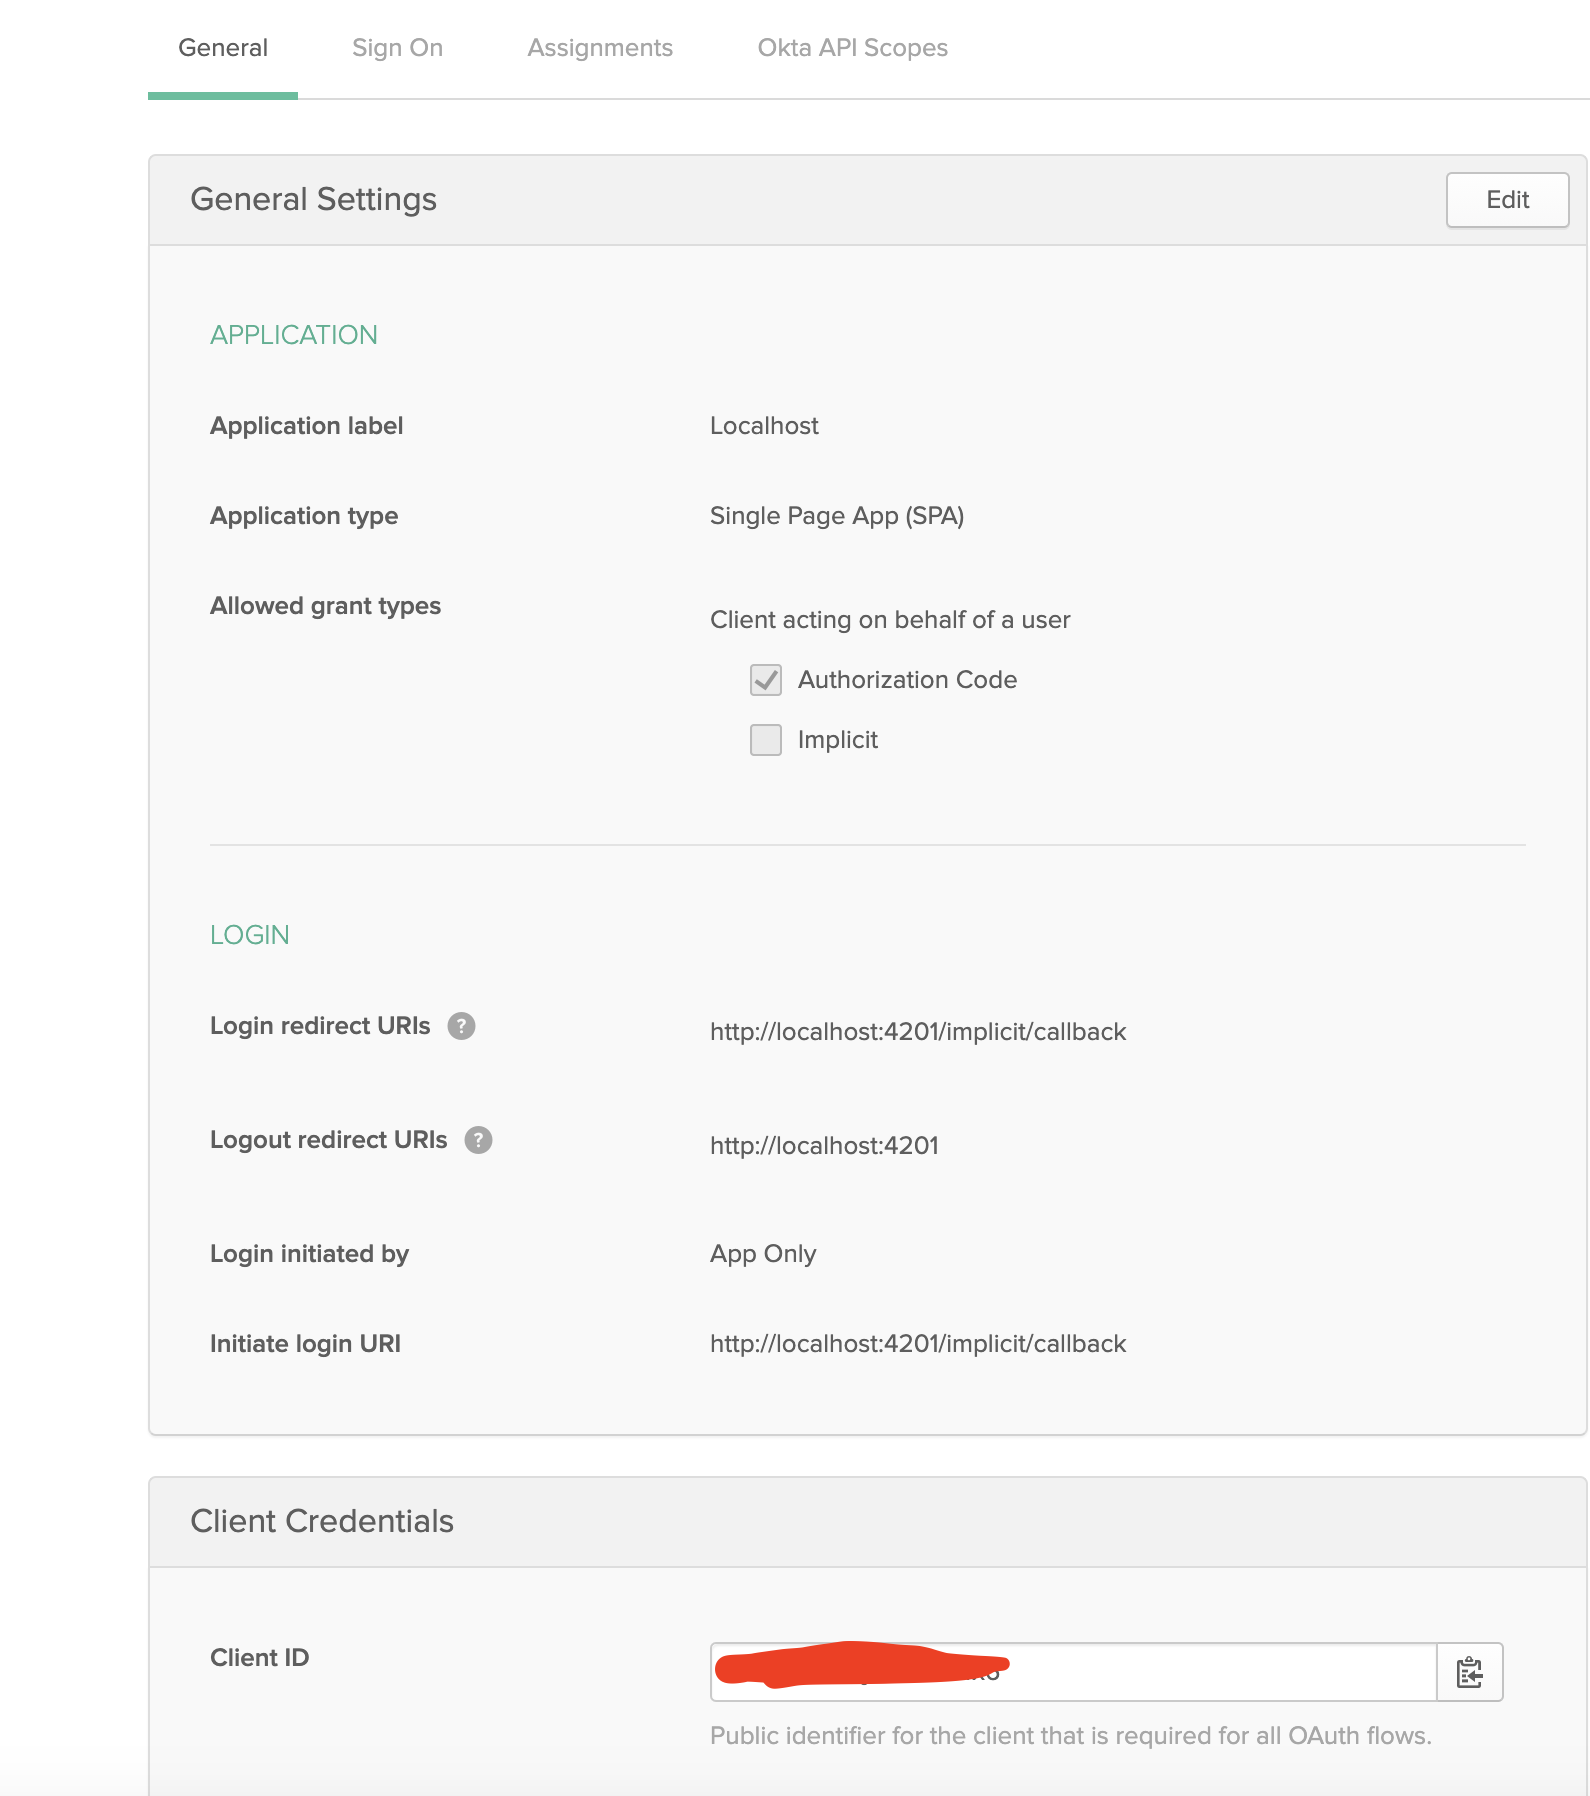 General Sign On Assignments Okta API Scopes
General Settings Edit
APPLICATION
Application label Localhost
Application type Single Page App (SPA)
Allowed grant types Client acting on behalf of a user
Authorization Code
Implicit
LOGIN
Login redirect URIs ? http://localhost:4201/implicit/callback
Logout redirect URIs ? http://localhost:4201
Login initiated by App Only
Initiate login URI http://localhost:4201/implicit/callback
Client Credentials
Client ID
Public identifier for the client that is required for all OAuth flows.